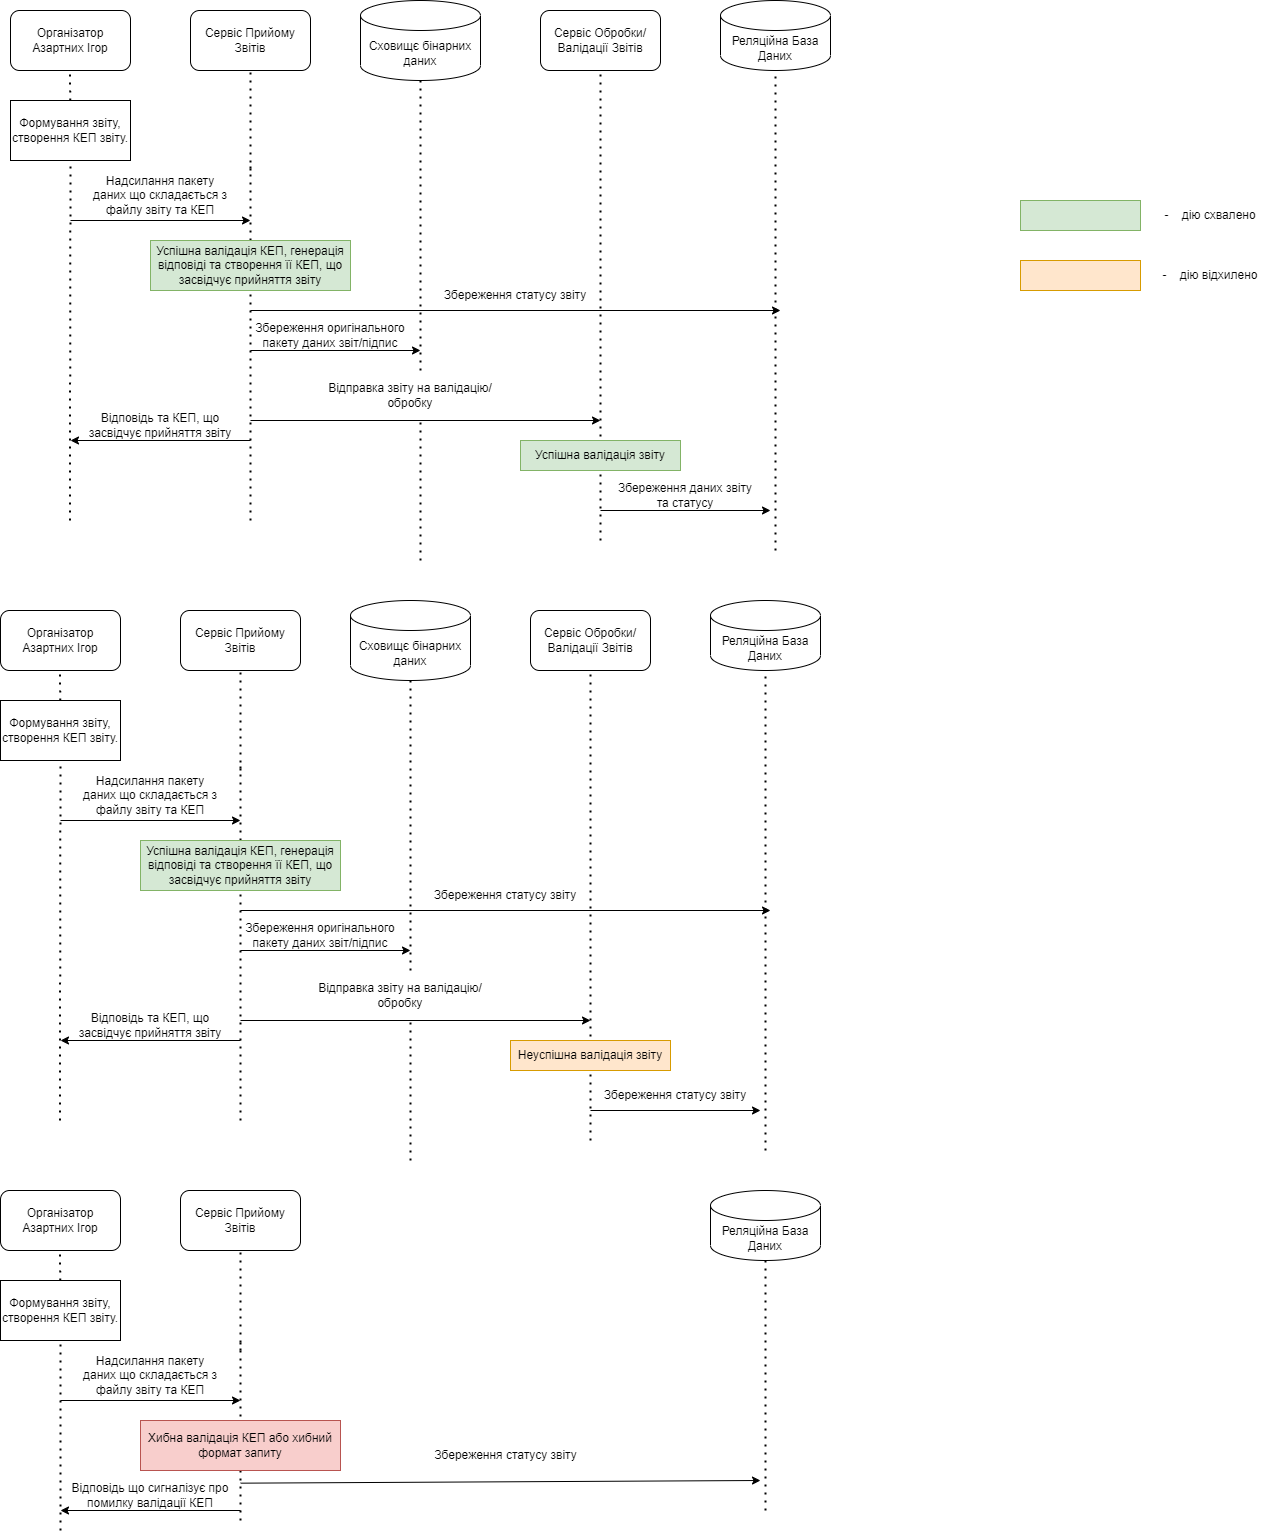 Організатор
Азартних Ігор
Сервіс Прийому
Звітів
Сховищє бінарних
даних
Сервіс Обробки/
Валідації Звітів
Реляційна База
Даних
Формування звіту,
створення КЕП звіту.
Надсилання пакету
даних що складається з
файлу звіту та КЕП
- дію схвалено
Успішна валідація КЕП, генерація
відповіді та створення її КЕП, що
засвідчує прийняття звіту
- дію відхилено
Збереження статусу звіту
Збереження оригінального
пакету даних звіт/підпис
Відправка звіту на валідацію/
обробку
Відповідь та КЕП, що
засвідчує прийняття звіту
Успішна валідація звіту
Збереження даних звіту
та статусу
Організатор
Азартних Ігор
Сервіс Прийому
Звітів
Сховищє бінарних
даних
Сервіс Обробки/
Валідації Звітів
Реляційна База
Даних
Формування звіту,
створення КЕП звіту.
Надсилання пакету
даних що складається з
файлу звіту та КЕП
Успішна валідація КЕП, генерація
відповіді та створення її КЕП, що
засвідчує прийняття звіту
Збереження статусу звіту
Збереження оригінального
пакету даних звіт/підпис
Відправка звіту на валідацію/
обробку
Відповідь та КЕП, що
засвідчує прийняття звіту
Неуспішна валідація звіту
Збереження статусу звіту
Організатор
Азартних Ігор
Сервіс Прийому
Звітів
Реляційна База
Даних
Формування звіту,
створення КЕП звіту.
Надсилання пакету
даних що складається з
файлу звіту та КЕП
Хибна валідація КЕП або хибний
формат запиту
Збереження статусу звіту
Відповідь що сигналізує про
помилку валідації КЕП